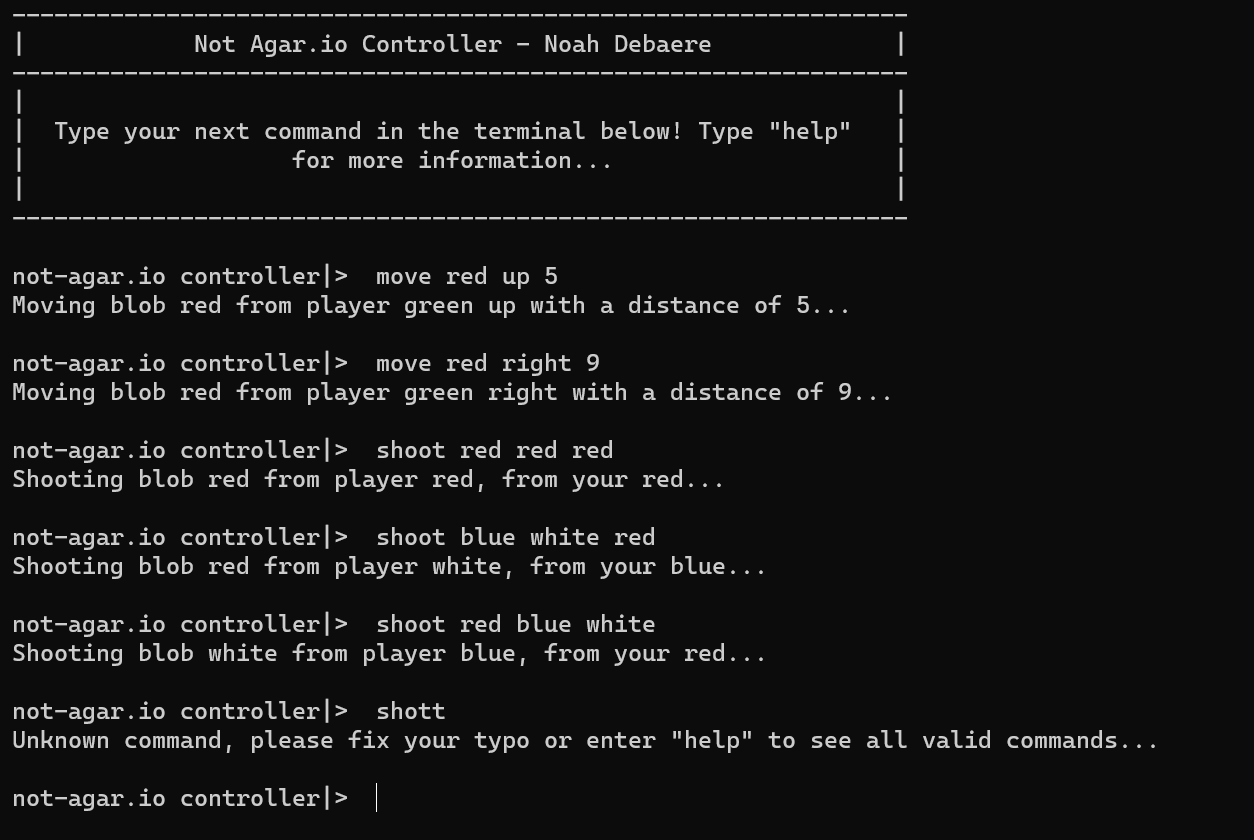 ----------------------------------------------------------------
|            Not Agar.io Controller - Noah Debaere             |
----------------------------------------------------------------
|                                                              |
|  Type your next command in the terminal below! Type "help"   |
|                   for more information...                    |
|                                                              |
----------------------------------------------------------------
not-agar.io controller|>  move red up 5
Moving blob red from player green up with a distance of 5...
not-agar.io controller|>  move red right 9
Moving blob red from player green right with a distance of 9...
not-agar.io controller|>  shoot red red red
Shooting blob red from player red, from your red...
not-agar.io controller|>  shoot blue white red
Shooting blob red from player white, from your blue...
not-agar.io controller|>  shoot red blue white
Shooting blob white from player blue, from your red...
not-agar.io controller|>  shott
Unknown command, please fix your typo or enter "help" to see all valid commands...
not-agar.io controller|>